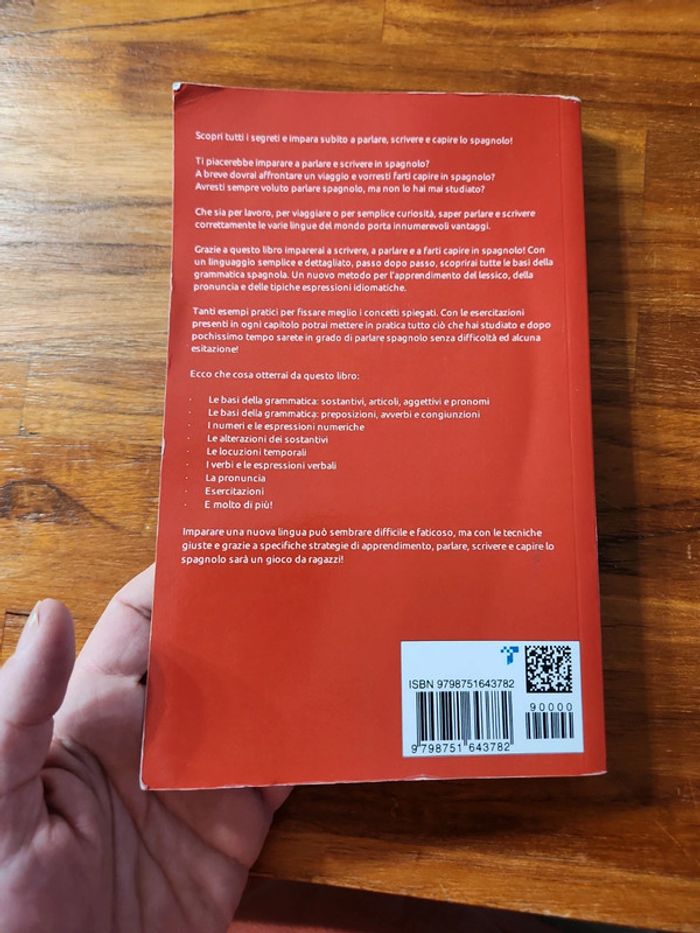 Scopri tutti i segreti e impara subito a parlare, scrivere e capire lo spagnolo!
Ti piacerebbe imparare a parlare e scrivere in spagnolo?
A breve dovrai affrontare un viaggio e vorresti farti capire in spagnolo?
Avresti sempre voluto parlare spagnolo, ma non lo hai mai studiato?
Che sia per lavoro, per viaggiare o per semplice curiosità, saper parlare e scrivere
correttamente le varie lingue del mondo porta innumerevoli vantaggi.
Grazie a questo libro imparerai a scrivere, a parlare e a farti capire in spagnolo! Con
un linguaggio semplice e dettagliato, passo dopo passo, scoprirai tutte le basi della
grammatica spagnola. Un nuovo metodo per l'apprendimento del lessico, della
pronuncia e delle tipiche espressioni idiomatiche.
Tanti esempi pratici per fissare meglio i concetti spiegati. Con le esercitazioni
presenti in ogni capitolo potrai mettere in pratica tutto ciò che hai studiato e dopo
pochissimo tempo sarete in grado di parlare spagnolo senza difficoltà ed alcuna
esitazione!
Ecco che cosa otterrai da questo libro:
· Le basi della grammatica: sostantivi, articoli, aggettivi e pronomi
· Le basi della grammatica: preposizioni, avverbi e congiunzioni
· I numeri e le espressioni numeriche
· Le alterazioni dei sostantivi
· Le locuzioni temporali
· I verbi e le espressioni verbali
· La pronuncia
· Esercitazioni
· E molto di più!
Imparare una nuova lingua può sembrare difficile e faticoso, ma con le tecniche
giuste e grazie a specifiche strategie di apprendimento, parlare, scrivere e capire lo
spagnolo sarà un gioco da ragazzi!
ISBN 9798751643782
90000
9 798751 643782